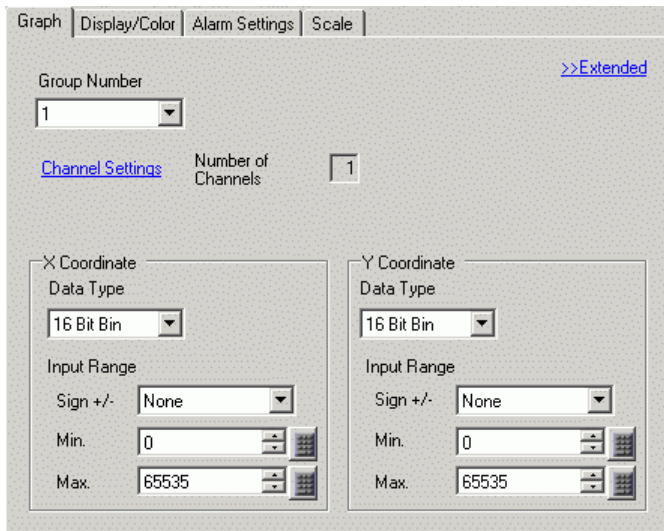 Graph Display/Color Alarm Settings Scale
>>Extended
Group Number
1
Channel Settings Number of Channels 1
X Coordinate
Data Type
16 Bit Bin
Input Range
Sign +/- None
Min. 0
Max. 65535
Y Coordinate
Data Type
16 Bit Bin
Input Range
Sign +/- None
Min. 0
Max. 65535